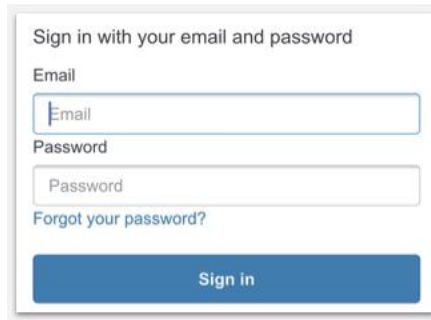 Sign in with your email and password
Email
Email
Password
Password
Forgot your password?
Sign in